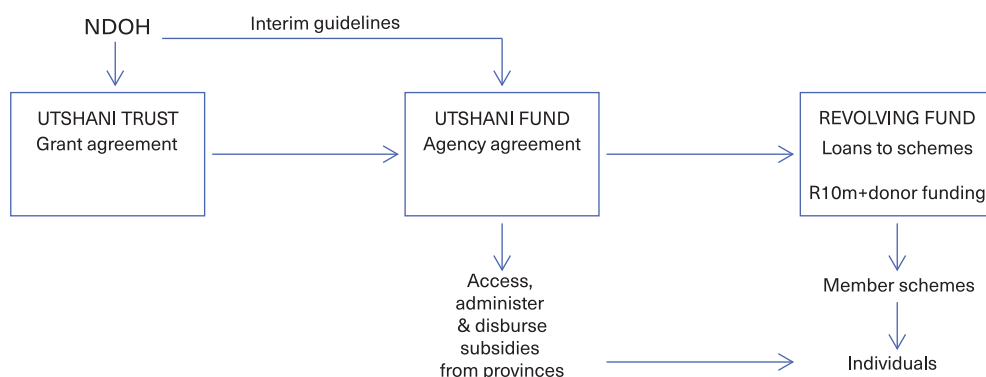 NDOH
Interim guidelines
UTSHANI TRUST
Grant agreement
UTSHANI FUND
Agency agreement
REVOLVING FUND
Loans to schemes
R10m+donor funding
Access,
administer
& disburse
subsidies
from provinces
Member schemes
Individuals